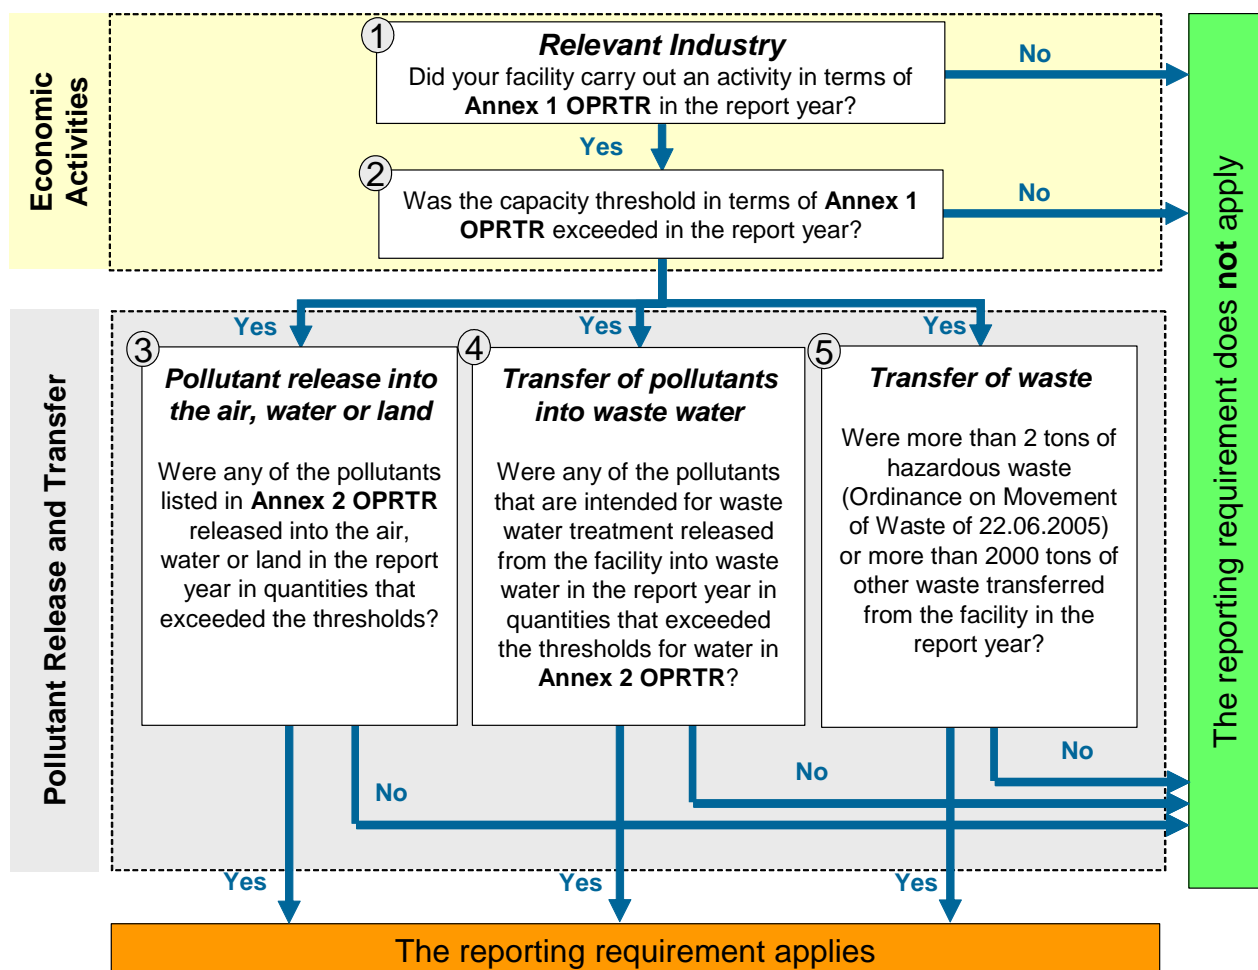 Economic
Activities
1
Relevant Industry
Did your facility carry out an activity in terms of
Annex 1 OPRTR in the report year?
No
Yes
2
Was the capacity threshold in terms of Annex 1
OPRTR exceeded in the report year?
No
The reporting requirement does not apply
Pollutant Release and Transfer
Yes
Yes
Yes
3
Pollutant release into
the air, water or land
Were any of the pollutants
listed in Annex 2 OPRTR
released into the air,
water or land in the report
year in quantities that
exceeded the thresholds?
4
Transfer of pollutants
into waste water
Were any of the pollutants
that are intended for waste
water treatment released
from the facility into waste
water in the report year in
quantities that exceeded
the thresholds for water in
Annex 2 OPRTR?
5
Transfer of waste
Were more than 2 tons of
hazardous waste
(Ordinance on Movement
of Waste of 22.06.2005)
or more than 2000 tons of
other waste transferred
from the facility in the
report year?
No
No
No
Yes
Yes
Yes
The reporting requirement applies